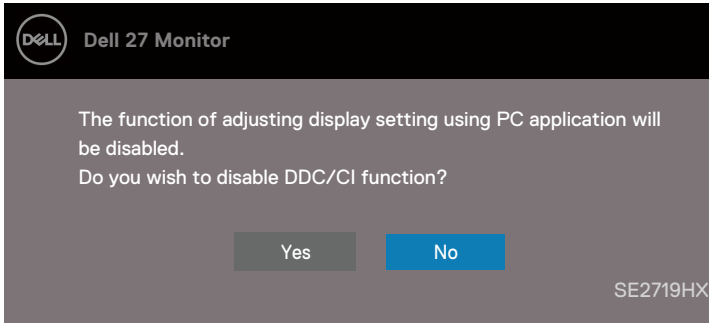 DELL
Dell 27 Monitor
The function of adjusting display setting using PC application will
be disabled.
Do you wish to disable DDC/CI function?
Yes
No
SE2719HX